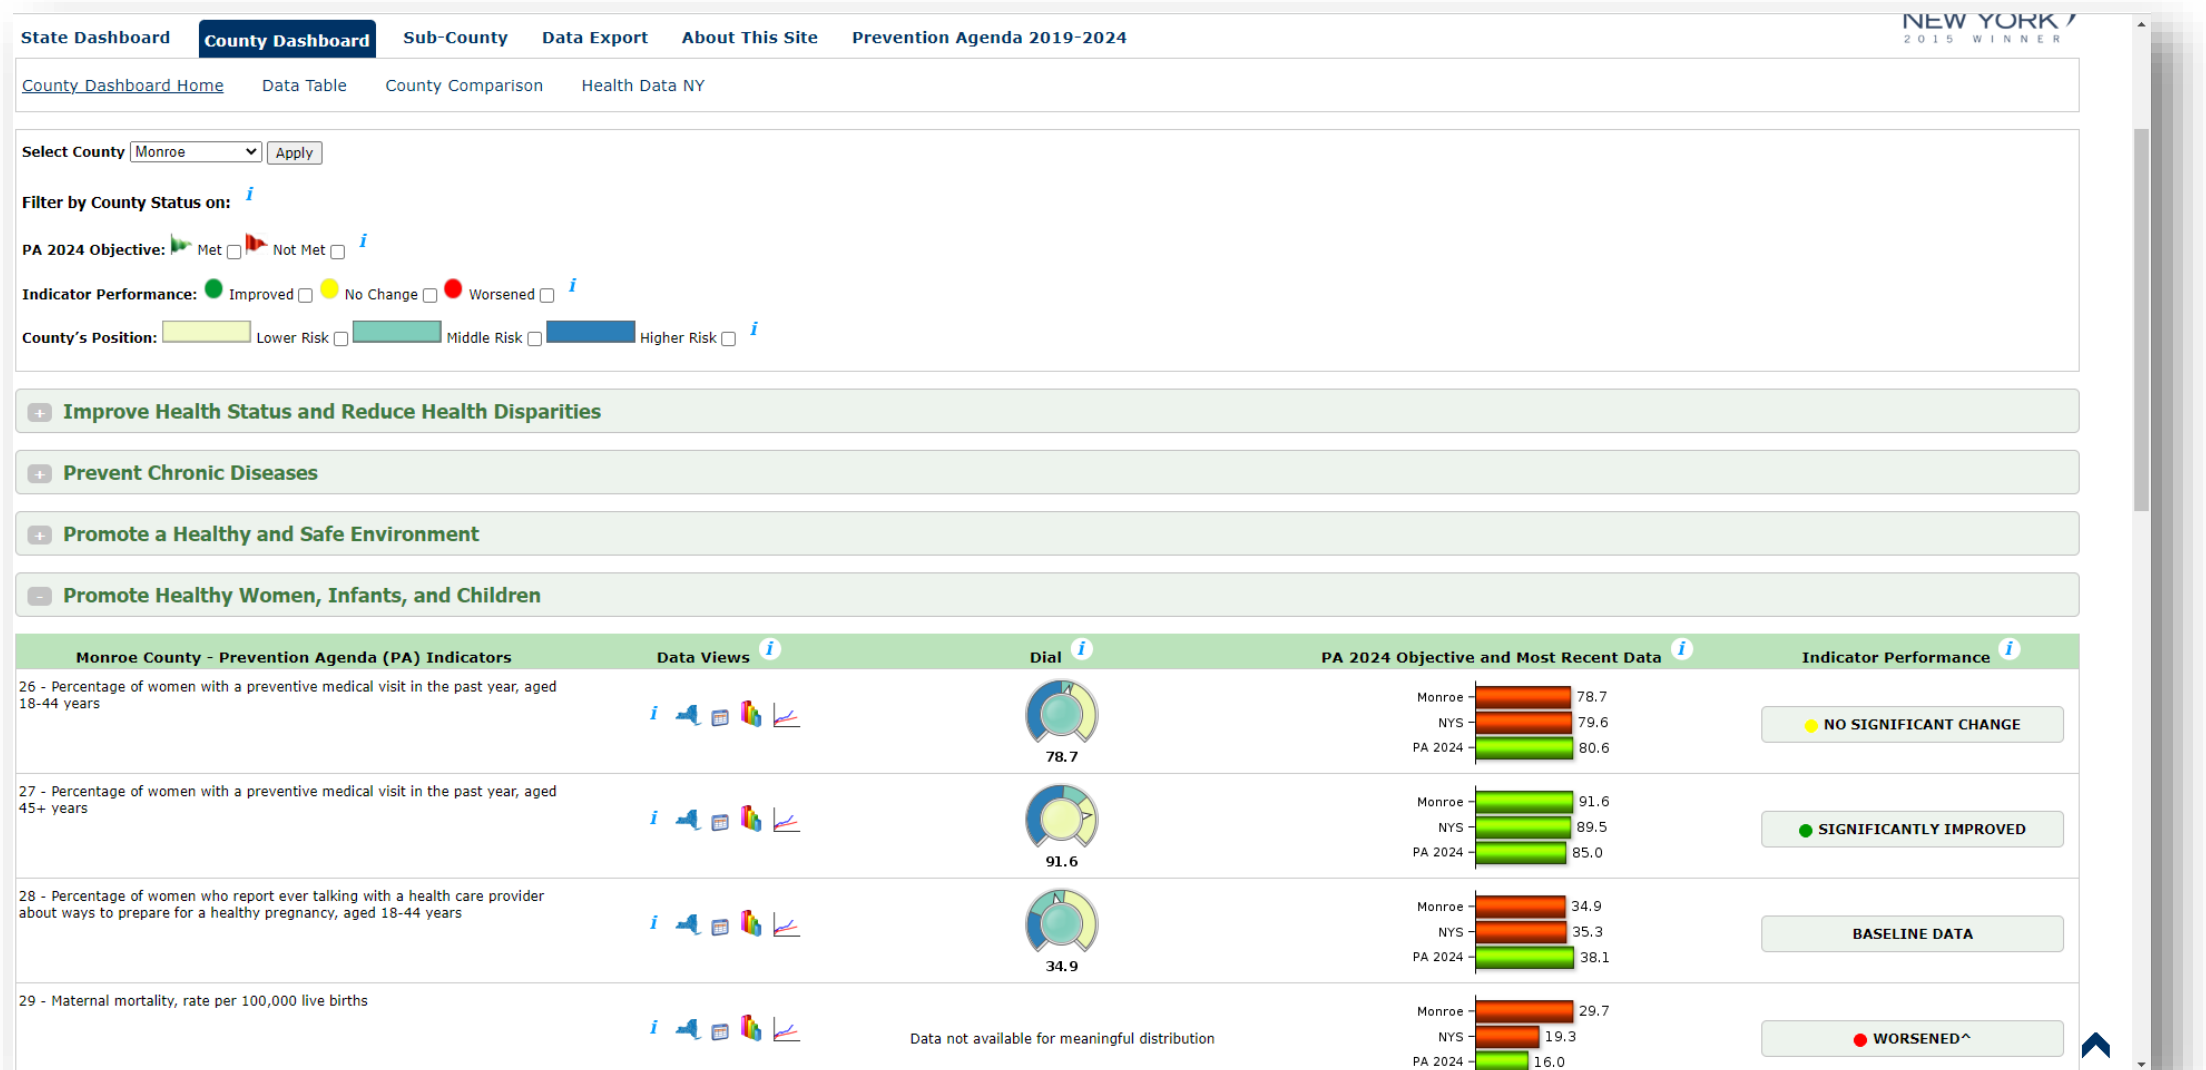 NEW YORK
2015 WINNER
State Dashboard County Dashboard Sub-County Data Export About This Site Prevention Agenda 2019-2024
County Dashboard Home Data Table County Comparison Health Data NY
Select County Monroe Apply
Filter by County Status on: i
PA 2024 Objective: Met Not Met i
Indicator Performance: Improved No Change Worsened i
County's Position: Lower Risk Middle Risk Higher Risk i
+ Improve Health Status and Reduce Health Disparities
+ Prevent Chronic Diseases
+ Promote a Healthy and Safe Environment
- Promote Healthy Women, Infants, and Children
Monroe County - Prevention Agenda (PA) Indicators Data Views i Dial i PA 2024 Objective and Most Recent Data i Indicator Performance i
26 - Percentage of women with a preventive medical visit in the past year, aged
18-44 years
i
78.7
Monroe 78.7
NYS 79.6
PA 2024 80.6
NO SIGNIFICANT CHANGE
27 - Percentage of women with a preventive medical visit in the past year, aged
45+ years
i
91.6
Monroe 91.6
NYS 89.5
PA 2024 85.0
SIGNIFICANTLY IMPROVED
28 - Percentage of women who report ever talking with a health care provider
about ways to prepare for a healthy pregnancy, aged 18-44 years
i
34.9
Monroe 34.9
NYS 35.3
PA 2024 38.1
BASELINE DATA
29 - Maternal mortality, rate per 100,000 live births
i
Data not available for meaningful distribution
Monroe 29.7
NYS 19.3
PA 2024 16.0
WORSENED^